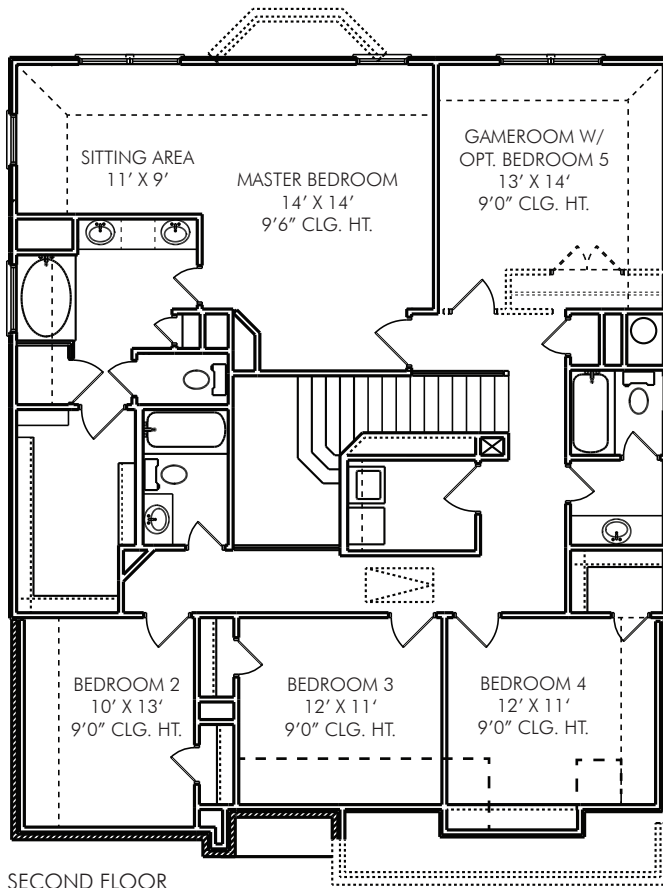 SITTING AREA
11’ X 9’
MASTER BEDROOM
14’ X 14’
9’6” CLG. HT.
GAMEROOM W/
OPT. BEDROOM 5
13’ X 14‘
9’0” CLG. HT.
BEDROOM 2
10’ X 13‘
9’0” CLG. HT.
BEDROOM 3
12’ X 11‘
9’0” CLG. HT.
BEDROOM 4
12’ X 11‘
9’0” CLG. HT.
SECOND FLOOR